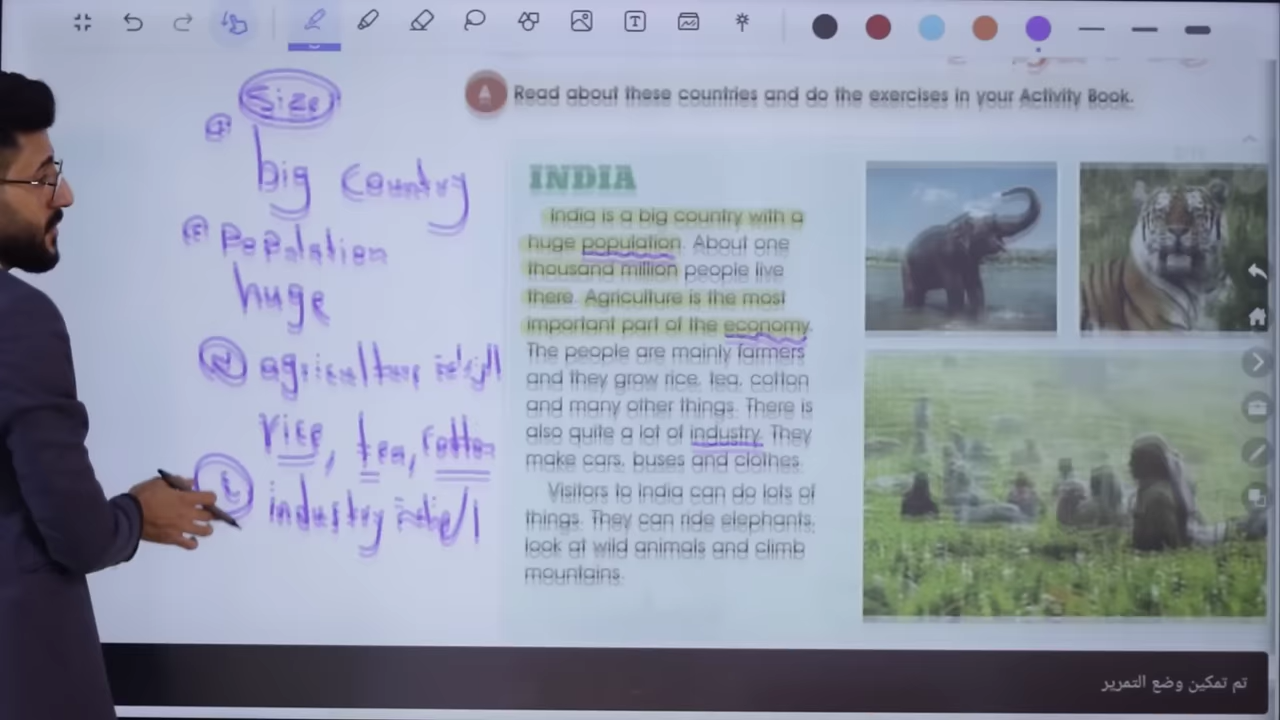 Size
big country
Population
huge
agriculture
rice, tea, cotton
industry
A Read about these countries and do the exercises in your Activity Book.
INDIA
India is a big country with a
huge population. About one
thousand million people live
there. Agriculture is the most
important part of the economy.
The people are mainly farmers
and they grow rice, tea, cotton
and many other things. There is
also quite a lot of industry. They
make cars, buses and clothes.
Visitors to India can do lots of
things. They can ride elephants,
look at wild animals and climb
mountains.
تم تمكين وضع التمرير